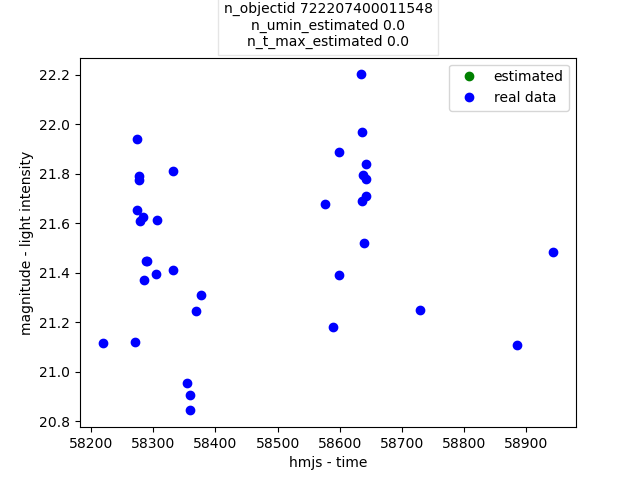 n_objectid 722207400011548
n_umin_estimated 0.0
n_t_max_estimated 0.0
estimated
real data
magnitude - light intensity
22.2
22.0
21.8
21.6
21.4
21.2
21.0
20.8
58200 58300 58400 58500 58600 58700 58800 58900
hmjs - time